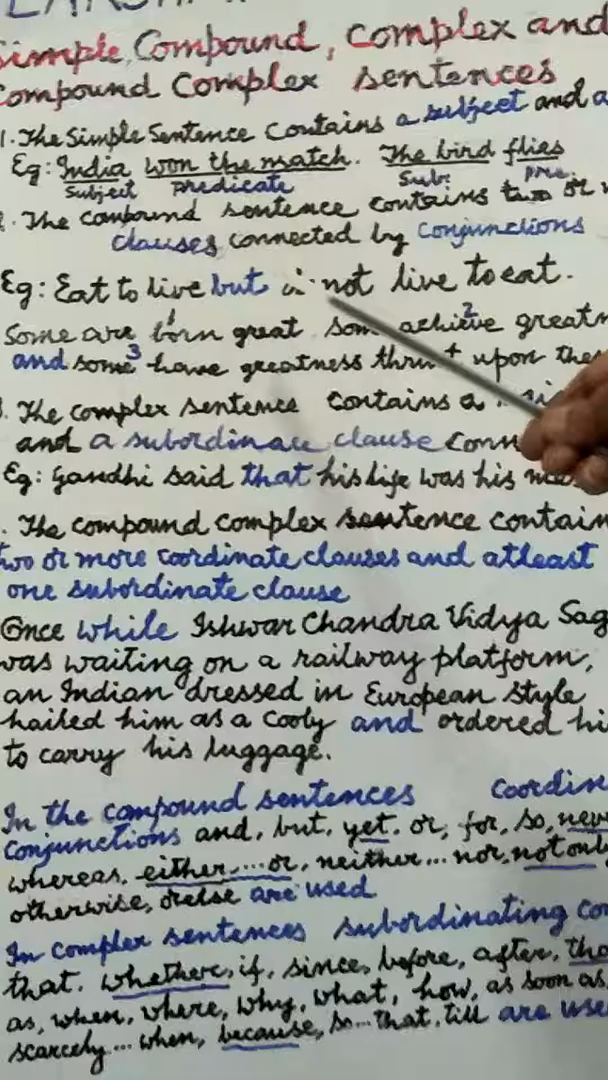 Simple, Compound, Complex and
Compound Complex sentences
1. The Simple Sentence Contains a subject and a
Eg: India won the match. The bird flies
Subject predicate Sub: Pre.
The compound sentence contains two or
clauses connected by Conjunctions
Eg: Eat to live but not live to eat.
Some are born great some achieve
1 2
and some have greatness upon
3
The complex sentence contains a
and a subordinate clause
Eg: Gandhi said that his life was his
The compound complex sentence contain
two or more coordinate clauses and atleast
one subordinate clause
Once while Ishwar Chandra Vidya Sag
was waiting on a railway platform,
an Indian dressed in European style
hailed him as a cooly and ordered hi
to carry his luggage.
In the compound sentences Coordin
Conjunctions and, but, yet, or, for, so, nev
whereas, either...or, neither... nor, not onl
otherwise, orelse are used
In complex sentences subordinating co
that, whether, if, since, before, after, tho
as, when, where, why, what, how, as soon as,
scarcely... when, because, so...that, till are use